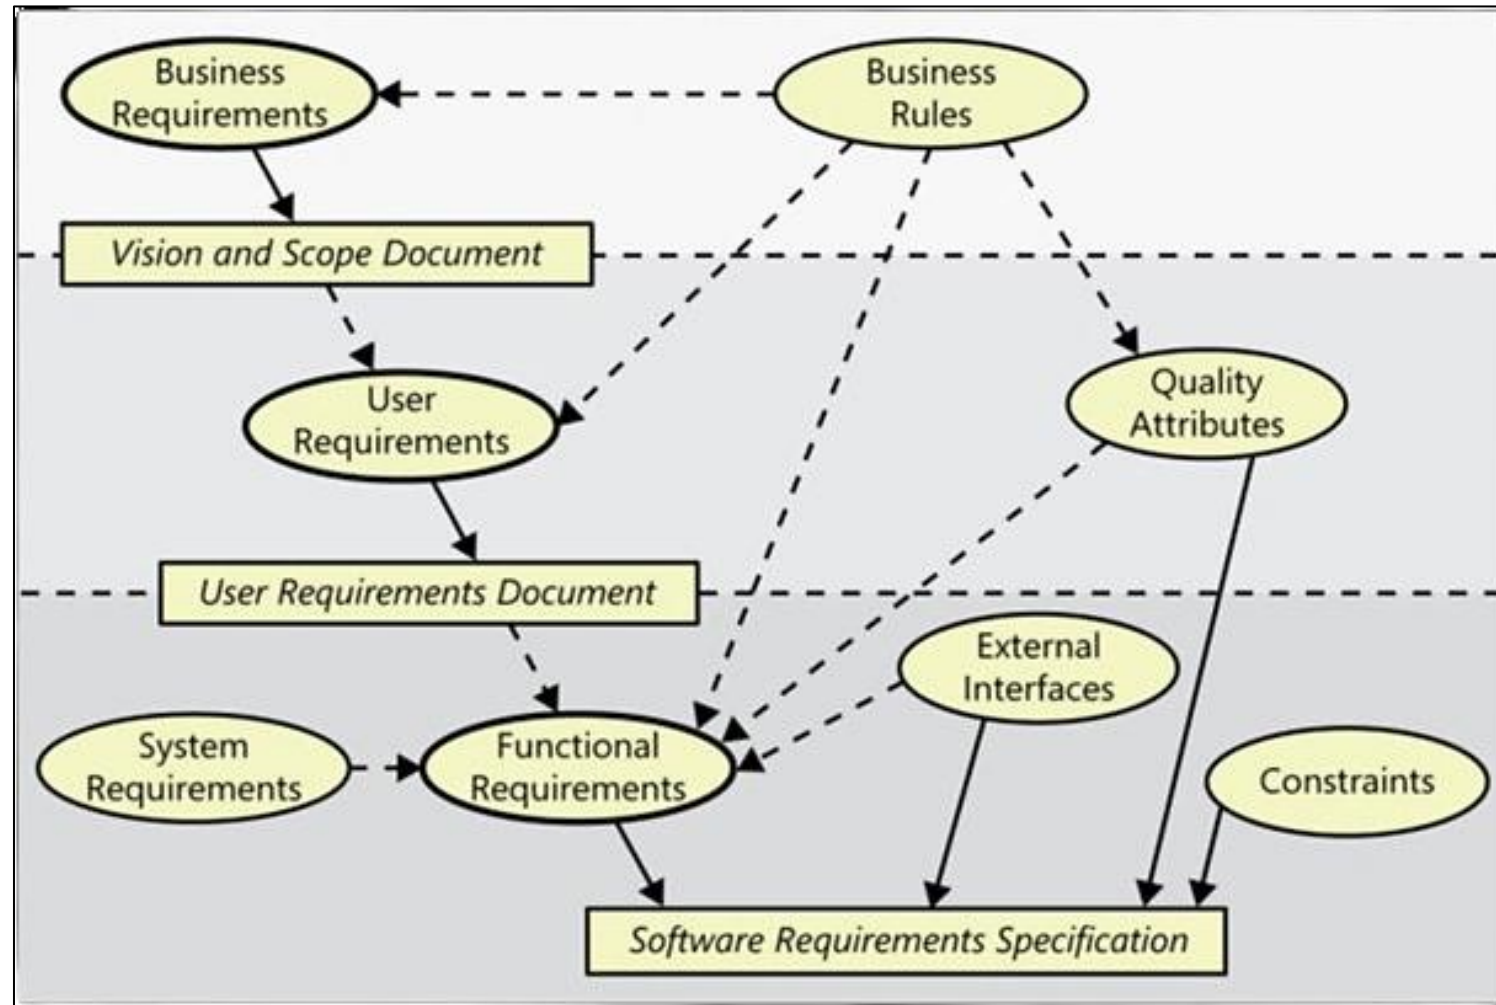 Business
Requirements
Business
Rules
Vision and Scope Document
User
Requirements
Quality
Attributes
User Requirements Document
External
Interfaces
System
Requirements
Functional
Requirements
Constraints
Software Requirements Specification